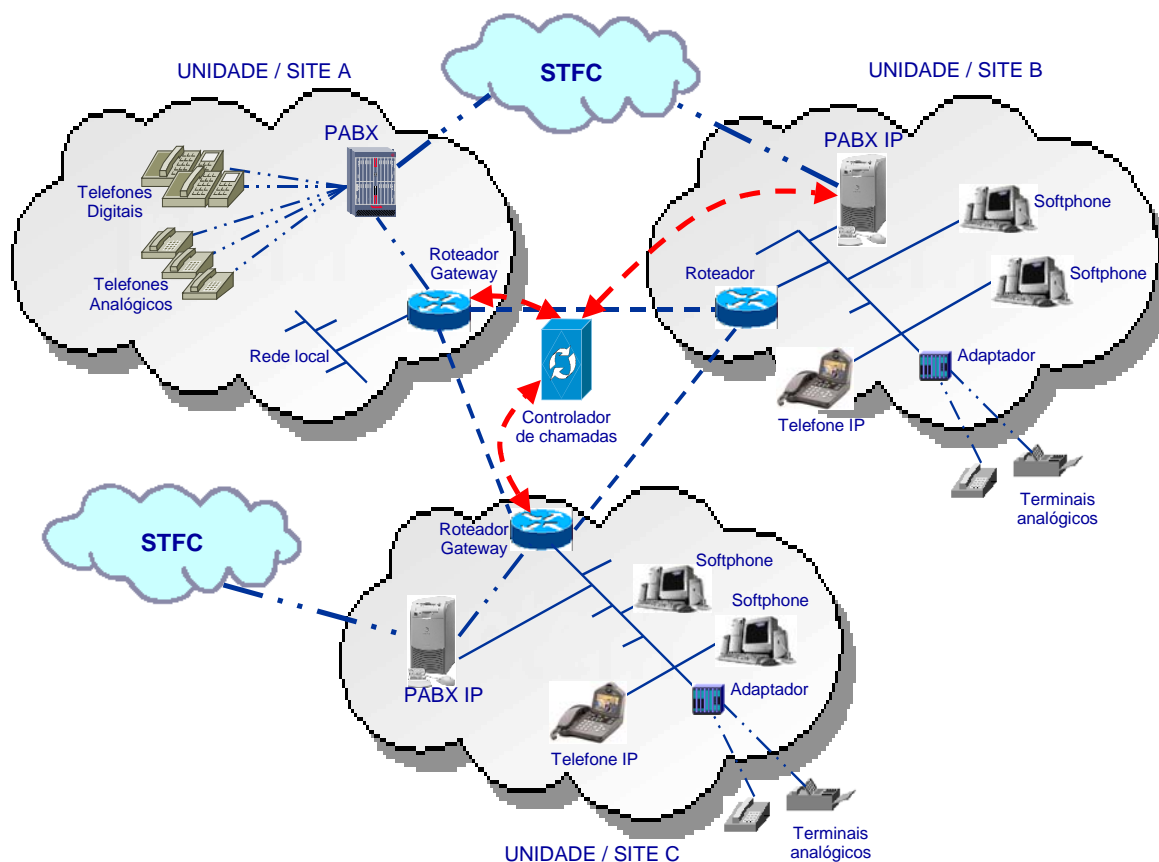 UNIDADE / SITE A
STFC
UNIDADE / SITE B
PABX
PABX IP
Telefones
Digitais
Softphone
Roteador
Gateway
Roteador
Softphone
Telefones
Analógicos
Rede local
Adaptador
Controlador
de chamadas
Telefone IP
Terminais
analógicos
STFC
Roteador
Gateway
Softphone
Softphone
PABX IP
Adaptador
Telefone IP
Terminais
analógicos
UNIDADE / SITE C